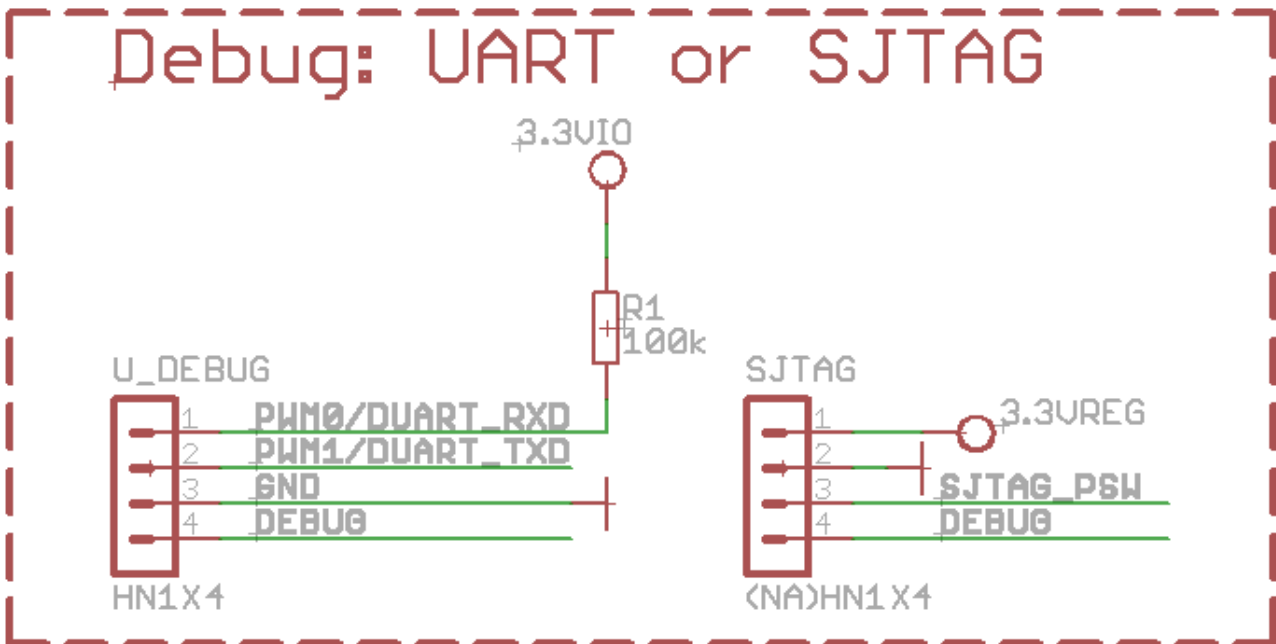 Debug: UART or SJTAG
3.3VIO
R1
100k
U_DEBUG
1 PWM0/DUART_RXD
2 PWM1/DUART_TXD
3 GND
4 DEBUG
HN1X4
SJTAG
1 3.3VREG
2
3 SJTAG_PSW
4 DEBUG
(NA)HN1X4